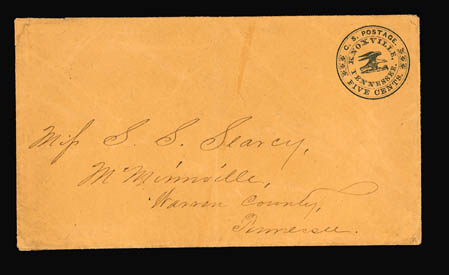 C. S. POSTAGE.
KNOXVILLE,
TENNESSEE.
FIVE CENTS.
Miss S. S. Searcy,
McMinnville,
Warren County,
Tennessee.